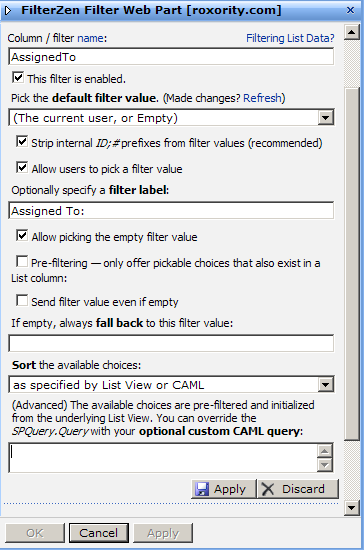 FilterZen Filter Web Part [roxority.com]
Column / filter name: Filtering List Data?
AssignedTo
This filter is enabled.
Pick the default filter value. (Made changes? Refresh)
(The current user, or Empty)
Strip internal ID;# prefixes from filter values (recommended)
Allow users to pick a filter value
Optionally specify a filter label:
Assigned To:
Allow picking the empty filter value
Pre-filtering — only offer pickable choices that also exist in a
List column:
Send filter value even if empty
If empty, always fall back to this filter value:
Sort the available choices:
as specified by List View or CAML
(Advanced) The available choices are pre-filtered and initialized
from the underlying List View. You can override the
SPQuery.Query with your optional custom CAML query:
Apply Discard
OK Cancel Apply